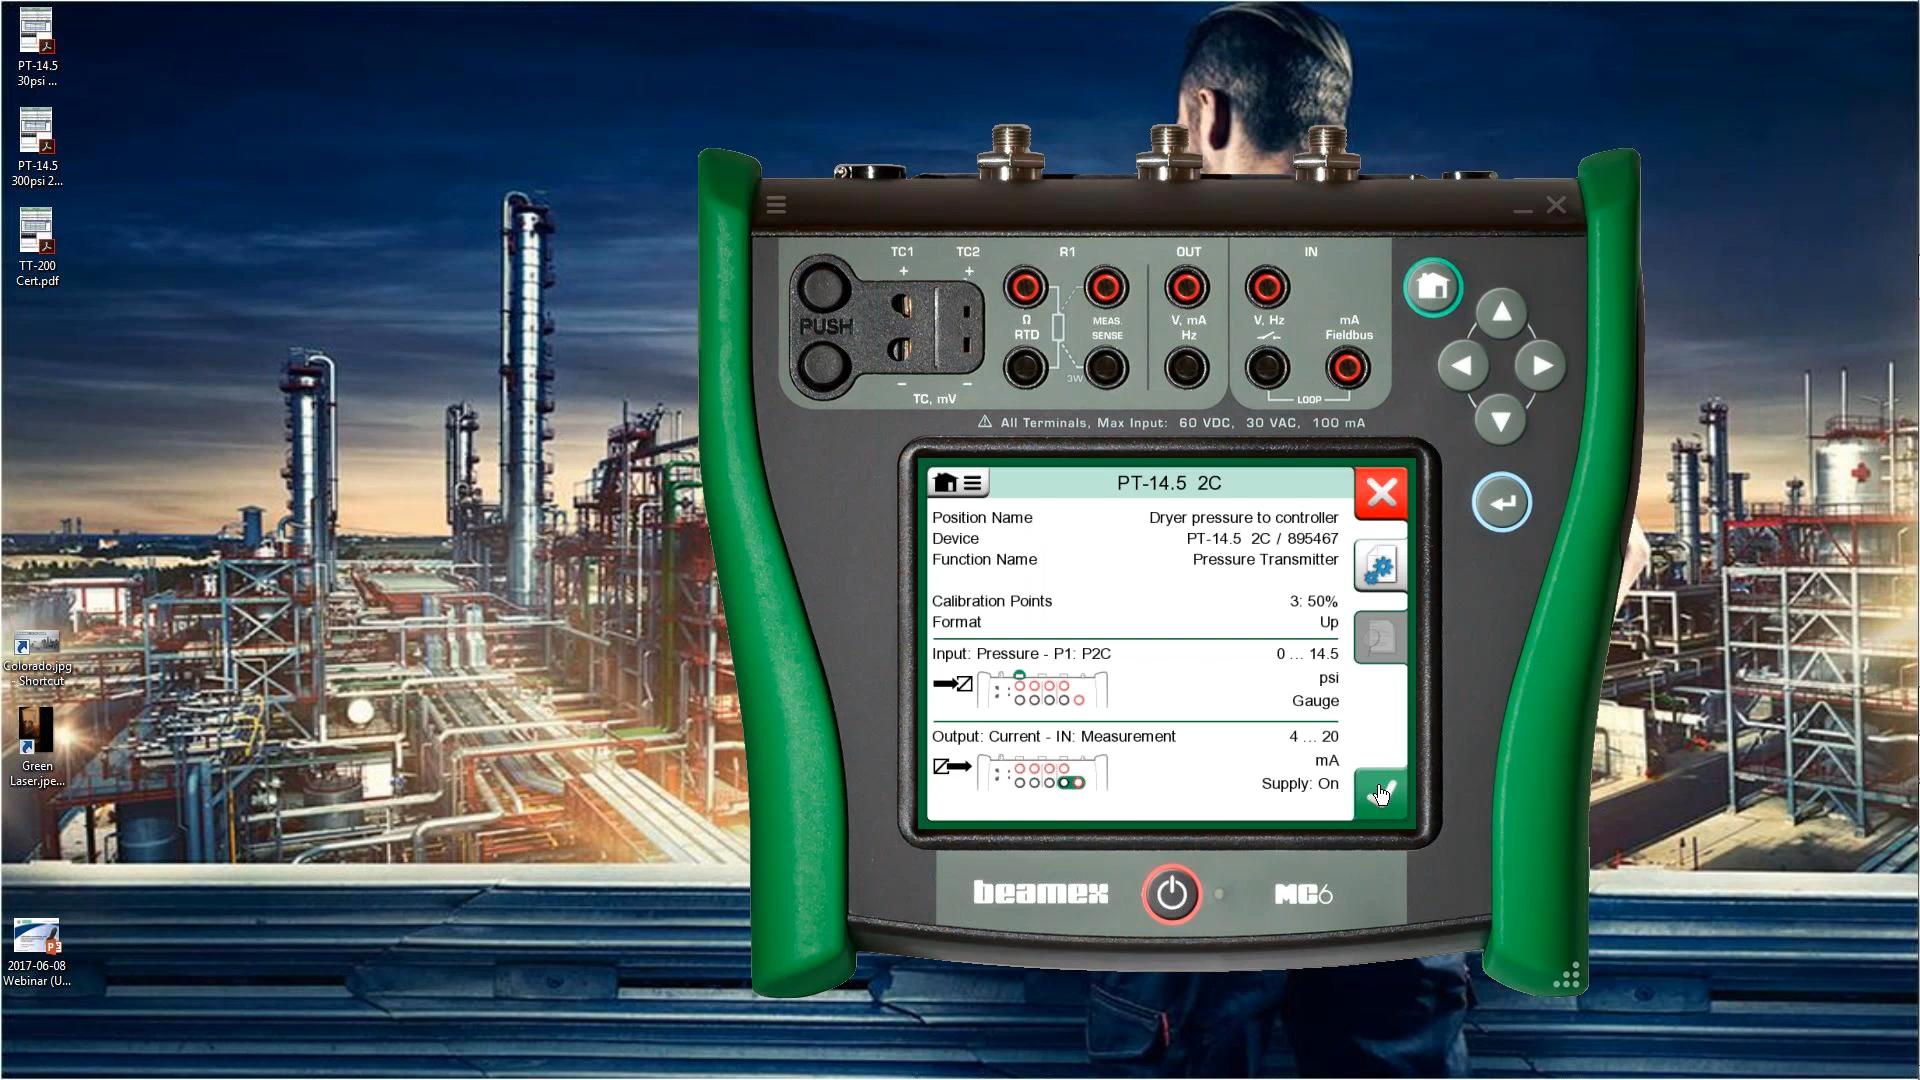 PT-14.5
30psi ...
PT-14.5
300psi 2...
TT-200
Cert.pdf
Colorado.jpg
- Shortcut
Green
Laser.jpe...
2017-06-08
Webinar (U...
TC1
TC2
R1
OUT
IN
+
+
PUSH
Ω
RTD
MEAS.
SENSE
V, mA
Hz
V, Hz
mA
Fieldbus
3W
−
−
TC, mV
LOOP
⚠ All Terminals, Max Input: 60 VDC, 30 VAC, 100 mA
PT-14.5 2C
Position Name Dryer pressure to controller
Device PT-14.5 2C / 895467
Function Name Pressure Transmitter
Calibration Points 3: 50%
Format Up
Input: Pressure - P1: P2C 0 ... 14.5
psi
Gauge
Output: Current - IN: Measurement 4 ... 20
mA
Supply: On
beamex
MC6